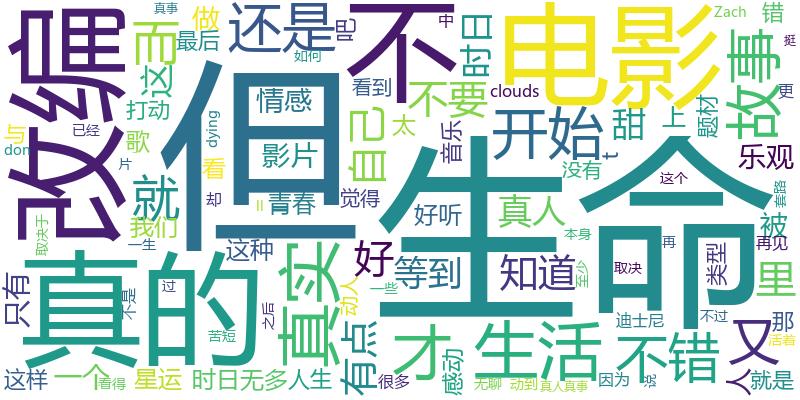 改编
但
不
电影
生命
真的
还是
而
这
做
最后
吧
真事
如何
中
时日
Zach
错
挺
更
故事
题材
上
甜
开始
t
不要
太
clouds
看到
情感
影片
自己
音乐
打动
歌
与
don
已经
片
dying
看
却
ll
青春
觉得
就
我们
取决于
一生
这种
没有
乐观
这个
套路
被
再见
再
本身
真人
好听
好
等到
知道
至少
取决
类型
里
真实
动人
一些
只有
不是
过
苦短
之后
有点
才
生活
不错
又
迪士尼
不过
那
活着
这样
一个
看得
星运
时日无多
人生
很多
感动
无聊
动到
真人真事
因为
泯
人
就是